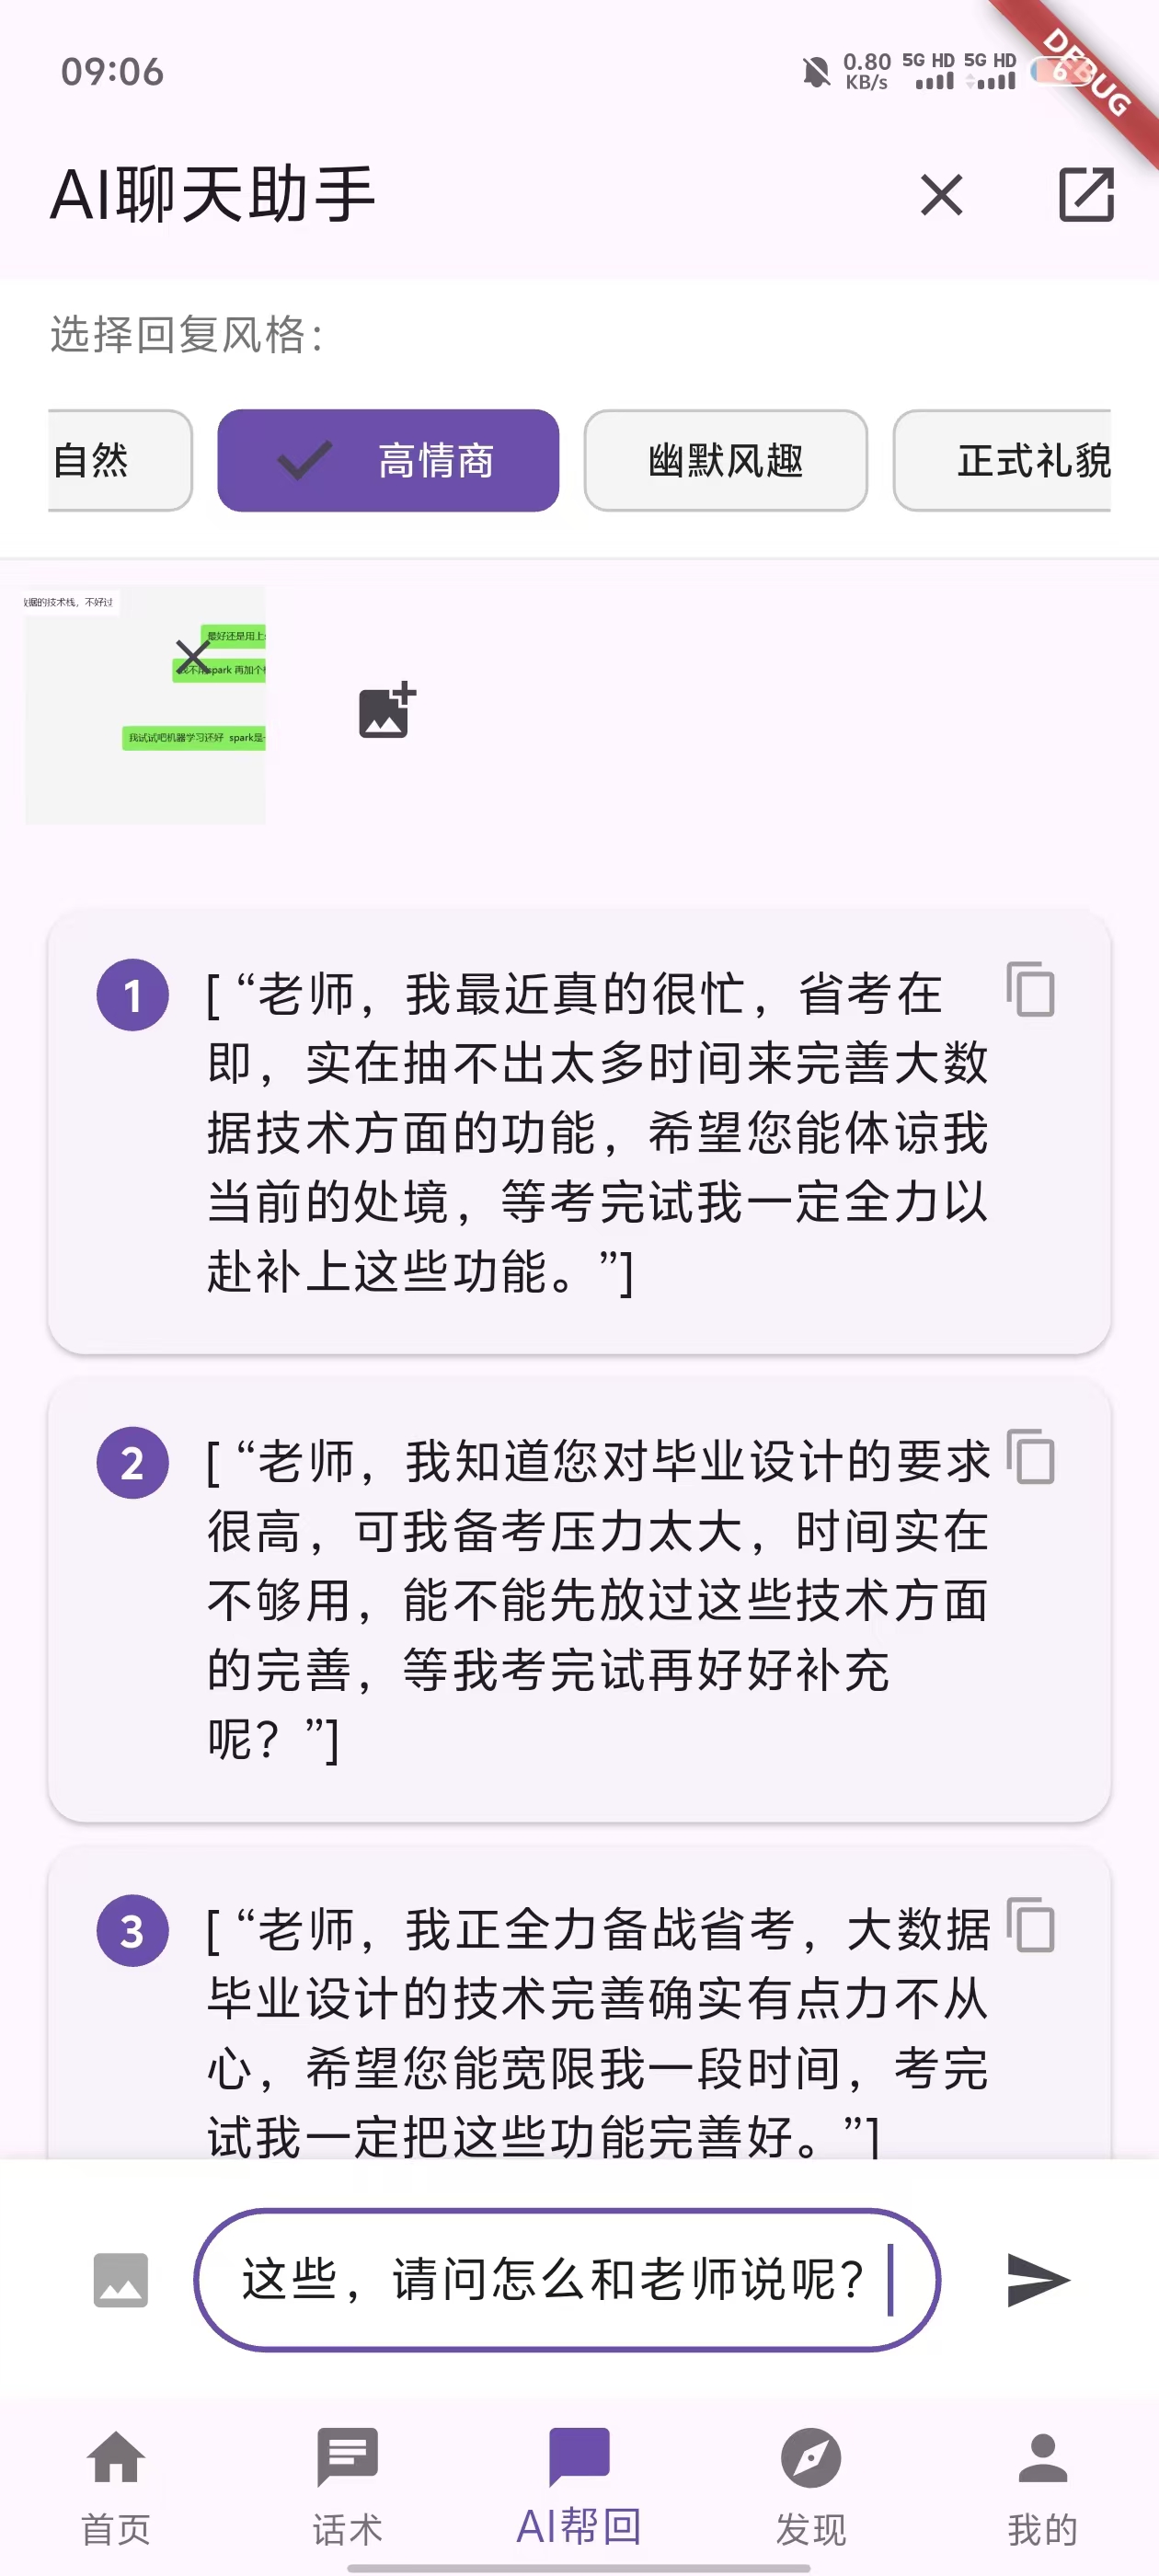 09:06
0.80 KB/s 5G HD 5G HD 6
DEBUG
AI聊天助手
选择回复风格：
自然 高情商 幽默风趣 正式礼貌
据的技术栈，不好过
最好还是用上
spark 再加个
我试试吧机器学习还好 spark是
1 [ “老师，我最近真的很忙，省考在
即，实在抽不出太多时间来完善大数
据技术方面的功能，希望您能体谅我
当前的处境，等考完试我一定全力以
赴补上这些功能。”]
2 [ “老师，我知道您对毕业设计的要求
很高，可我备考压力太大，时间实在
不够用，能不能先放过这些技术方面
的完善，等我考完试再好好补充
呢？”]
3 [ “老师，我正全力备战省考，大数据
毕业设计的技术完善确实有点力不从
心，希望您能宽限我一段时间，考完
试我一定把这些功能完善好。”]
这些，请问怎么和老师说呢？
首页 话术 AI帮回 发现 我的